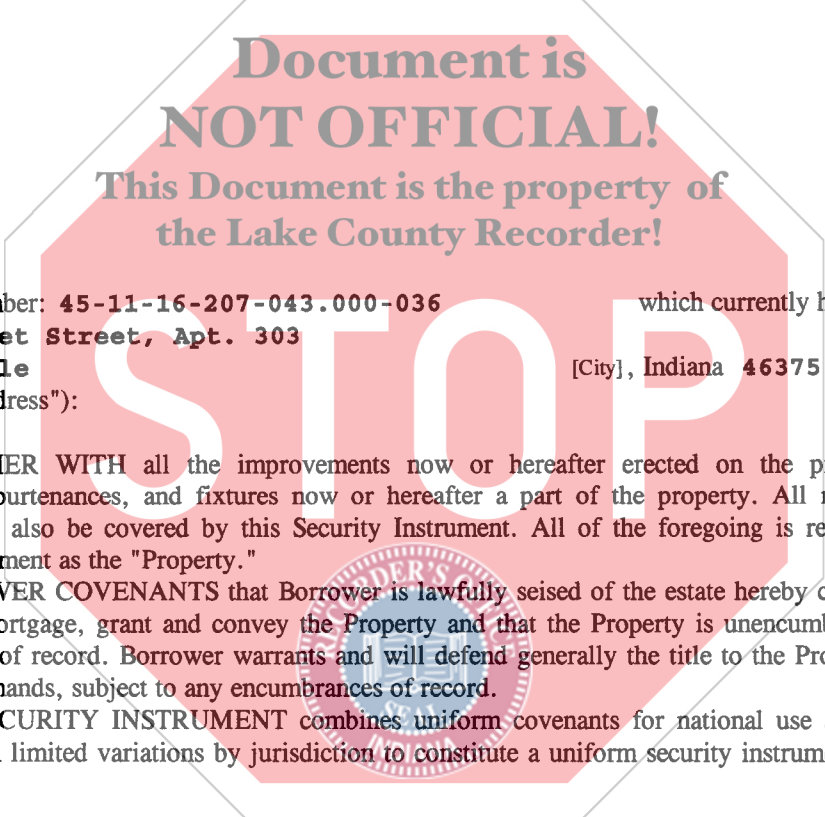 Document is
NOT OFFICIAL!
This Document is the property of
the Lake County Recorder!
ber: 45-11-16-207-043.000-036 which currently h
et Street, Apt. 303
le [City], Indiana 46375
dress"):
STOP
ER WITH all the improvements now or hereafter erected on the p
purtenances, and fixtures now or hereafter a part of the property. All r
also be covered by this Security Instrument. All of the foregoing is re
ment as the "Property."
VER COVENANTS that Borrower is lawfully seised of the estate hereby c
ortgage, grant and convey the Property and that the Property is unencumb
of record. Borrower warrants and will defend generally the title to the Pro
ands, subject to any encumbrances of record.
CURITY INSTRUMENT combines uniform covenants for national use
limited variations by jurisdiction to constitute a uniform security instrum
RECORDER'S OFFICE
SEAL
INDIANA